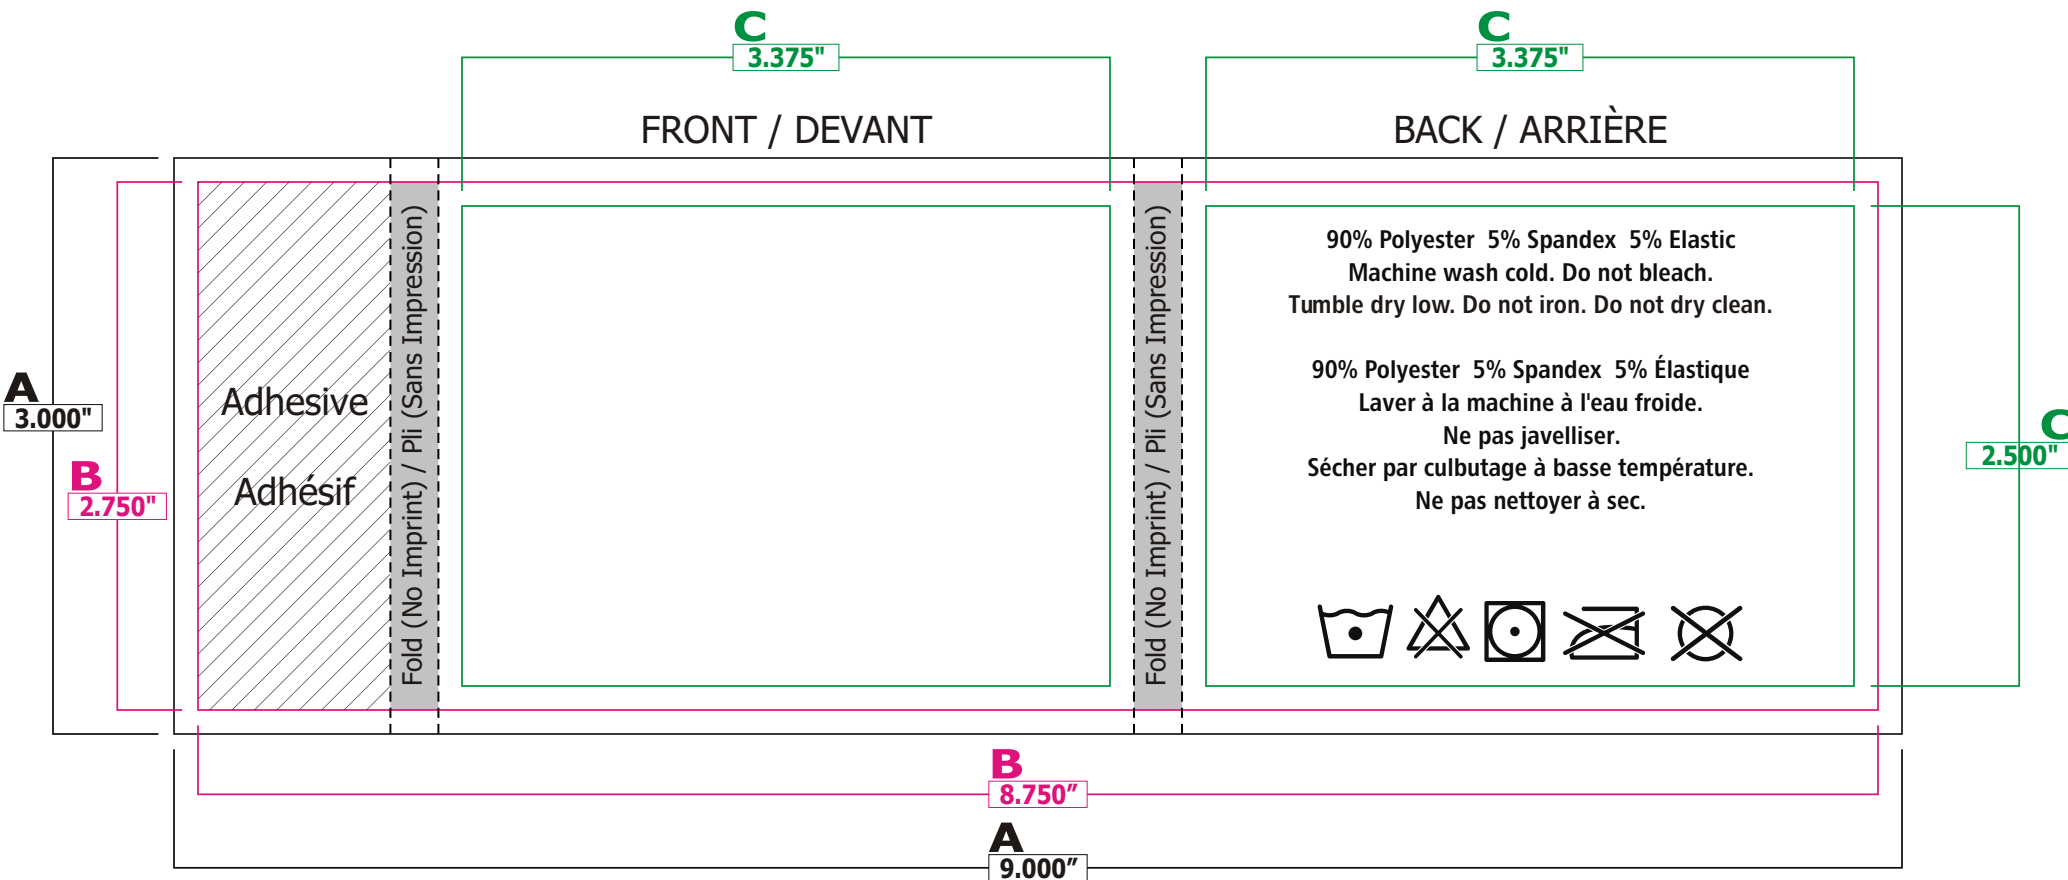 C
3.375"
C
3.375"
FRONT / DEVANT
BACK / ARRIÈRE
A
3.000"
B
2.750"
Adhesive
Adhésif
Fold (No Imprint) / Pli (Sans Impression)
Fold (No Imprint) / Pli (Sans Impression)
90% Polyester 5% Spandex 5% Elastic
Machine wash cold. Do not bleach.
Tumble dry low. Do not iron. Do not dry clean.
90% Polyester 5% Spandex 5% Élastique
Laver à la machine à l'eau froide.
Ne pas javelliser.
Sécher par culbutage à basse température.
Ne pas nettoyer à sec.
C
2.500"
B
8.750″
A
9.000″